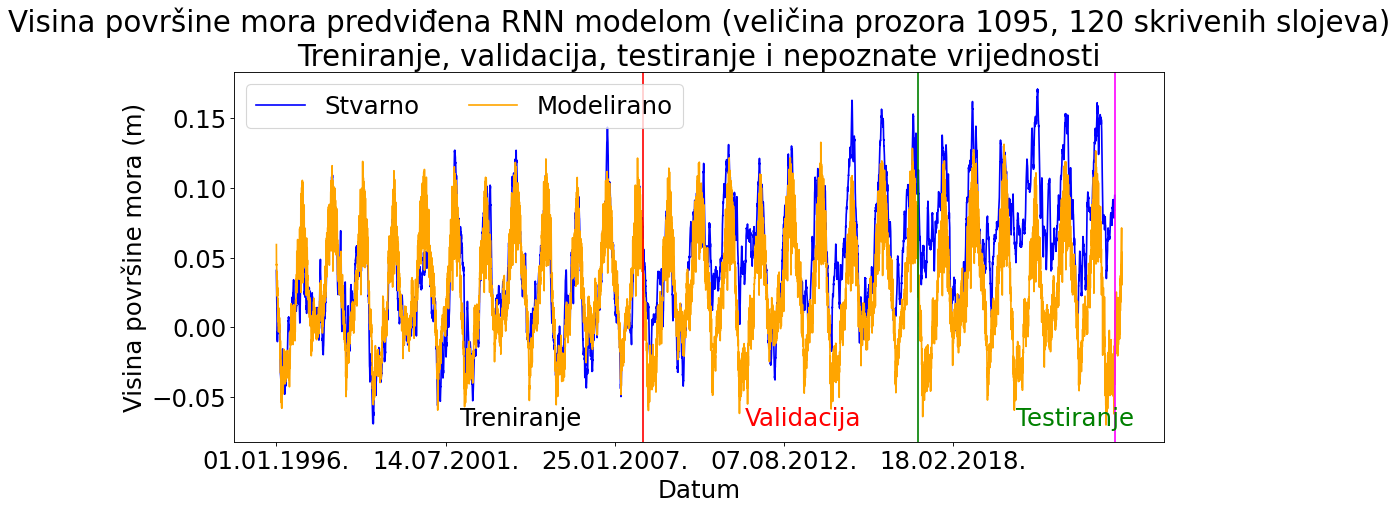 Visina površine mora predviđena RNN modelom (veličina prozora 1095, 120 skrivenih slojeva)
Treniranje, validacija, testiranje i nepoznate vrijednosti
Stvarno
Modelirano
Visina površine mora (m)
0.15
0.10
0.05
0.00
−0.05
Treniranje
Validacija
Testiranje
01.01.1996.
14.07.2001.
25.01.2007.
07.08.2012.
18.02.2018.
Datum